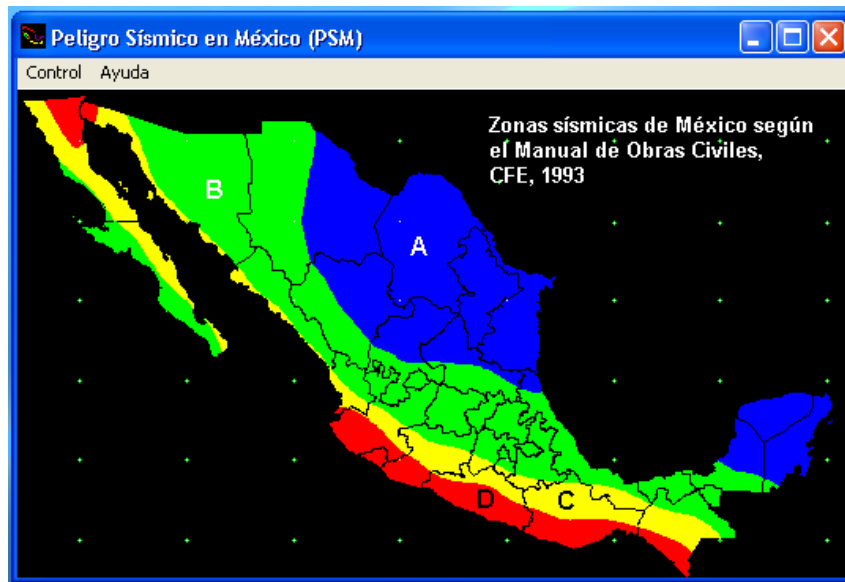 Peligro Sísmico en México (PSM)
Control Ayuda
Zonas sísmicas de México según
el Manual de Obras Civiles,
CFE, 1993
B
A
D
C